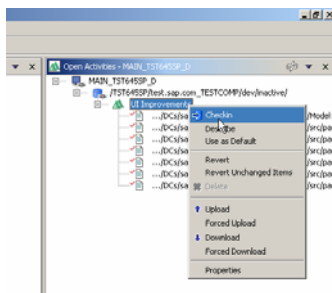 Open Activities - MAIN_TST645SP_D
MAIN_TST645SP_D
/TST645SP/test.sap.com_TESTCOMP/dev/inactive/
UI Improvements
Checkin
.../DCs/sa
/Model
Describe
.../DCs/sa
/src/pa
Use as Default
.../DCs/sa
/src/pa
.../DCs/sa
/src/pa
Revert
.../DCs/sa
/src/pa
Revert Unchanged Items
.../DCs/sa
/src/pa
Delete
.../DCs/sa
/src/pa
Upload
Forced Upload
Download
Forced Download
Properties